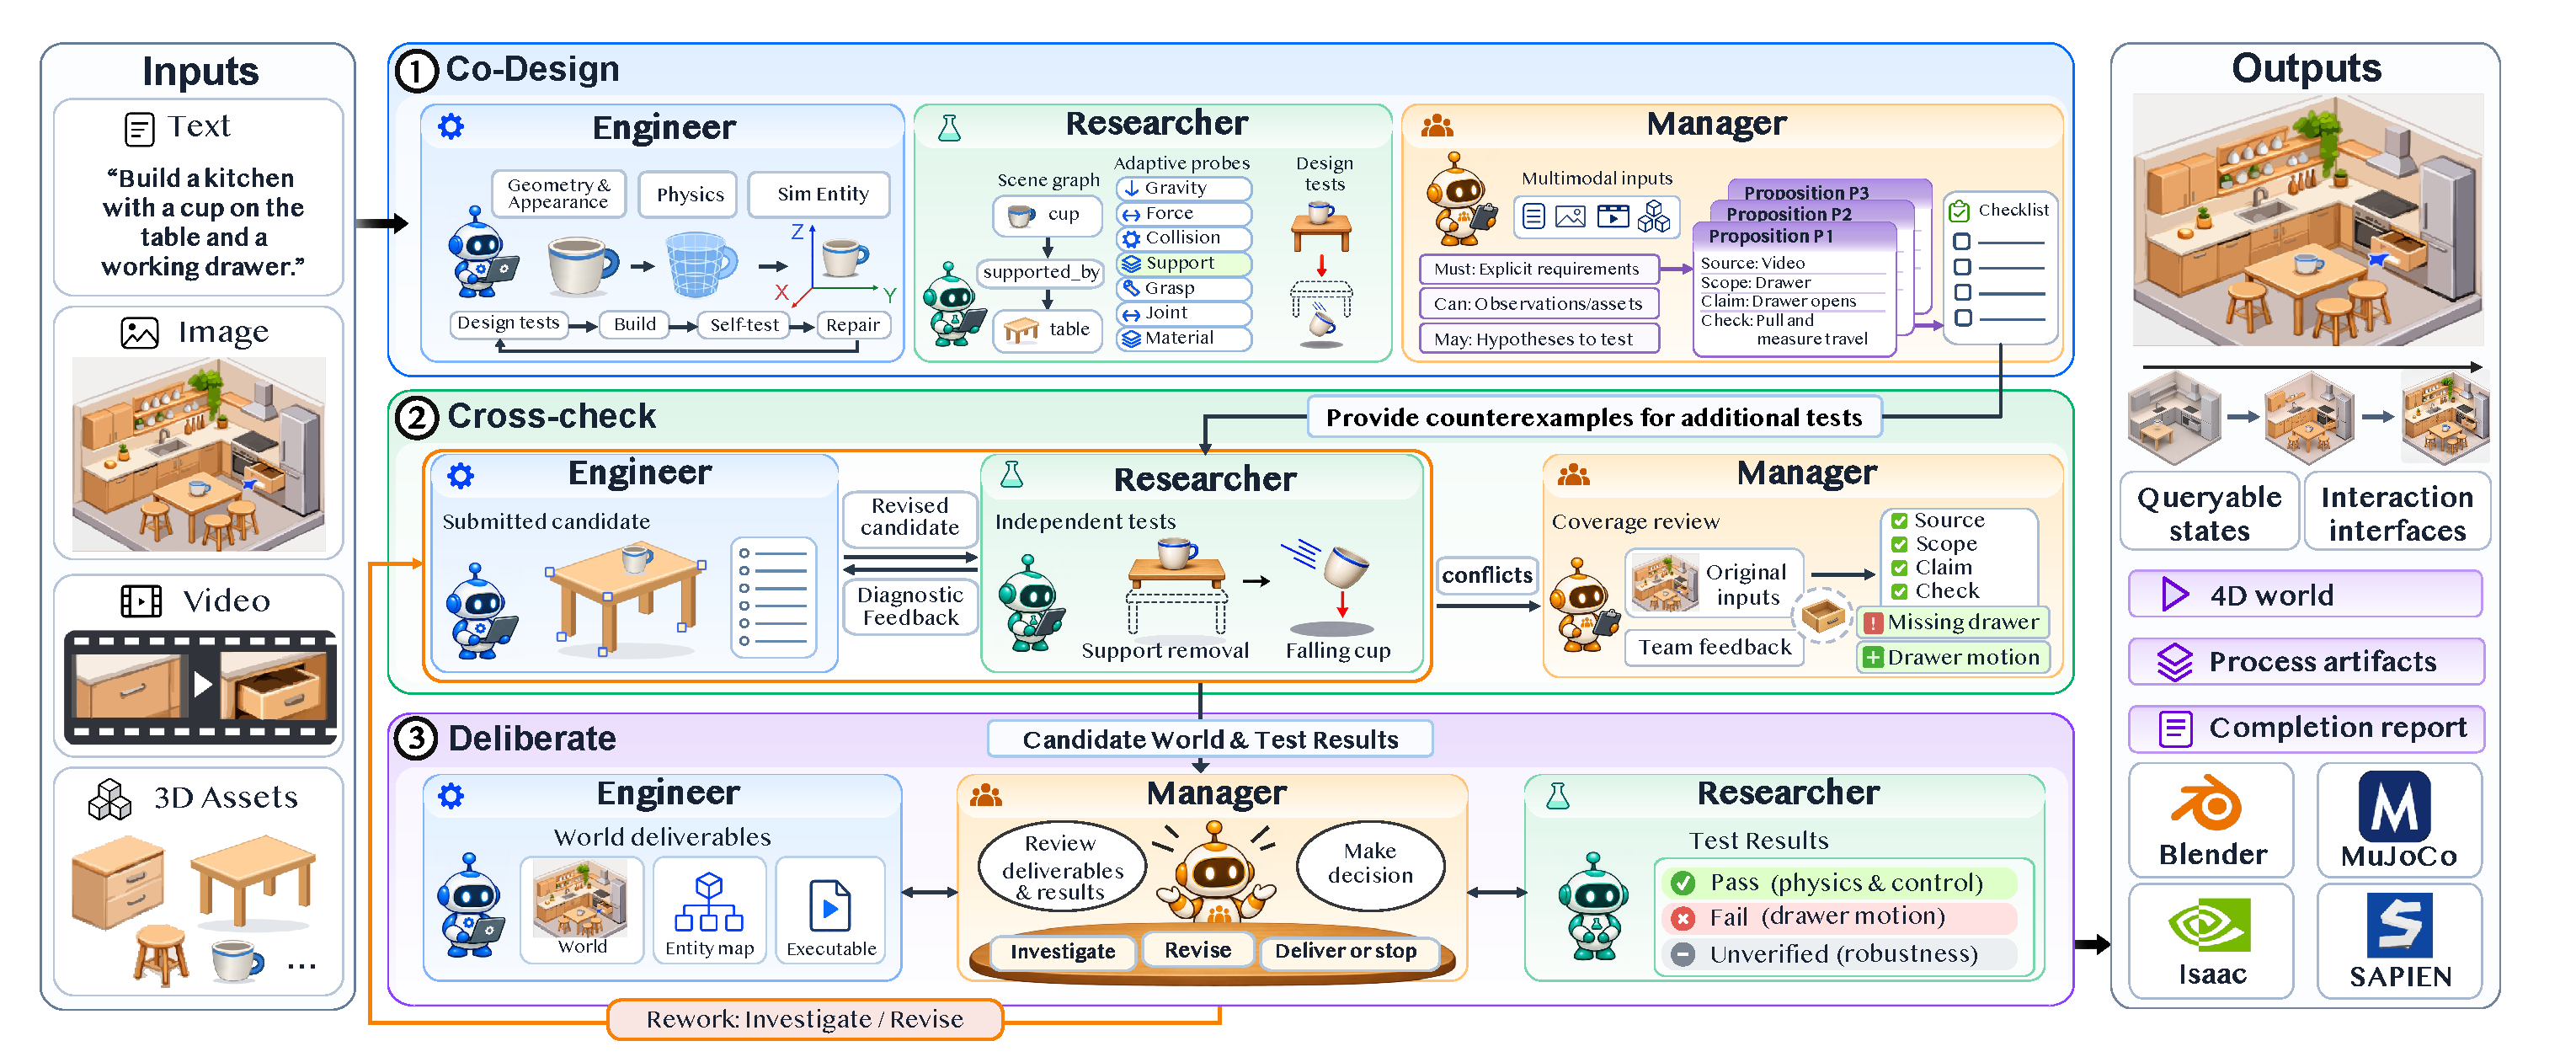 Inputs
Text
“Build a kitchen
with a cup on the
table and a
working drawer.”
Image
Video
3D Assets
...
1 Co-Design
Engineer
Geometry &
Appearance
Physics
Sim Entity
Z
X
Y
Design tests
Build
Self-test
Repair
Researcher
Scene graph
cup
supported_by
table
Adaptive probes
Gravity
Force
Collision
Support
Grasp
Joint
Material
Design
tests
Manager
Multimodal inputs
Must: Explicit requirements
Can: Observations/assets
May: Hypotheses to test
Proposition P3
Proposition P2
Proposition P1
Source: Video
Scope: Drawer
Claim: Drawer opens
Check: Pull and
measure travel
Checklist
2 Cross-check
Provide counterexamples for additional tests
Engineer
Submitted candidate
Revised
candidate
Diagnostic
Feedback
Researcher
Independent tests
Support removal
Falling cup
conflicts
Manager
Coverage review
Original
inputs
Team feedback
Source
Scope
Claim
Check
Missing drawer
Drawer motion
3 Deliberate
Candidate World & Test Results
Engineer
World deliverables
World
Entity map
Executable
Manager
Review
deliverables
& results
Make
decision
Investigate
Revise
Deliver or stop
Researcher
Test Results
Pass (physics & control)
Fail (drawer motion)
Unverified (robustness)
Rework: Investigate / Revise
Outputs
Queryable
states
Interaction
interfaces
4D world
Process artifacts
Completion report
Blender
M
MuJoCo
Isaac
S
SAPIEN